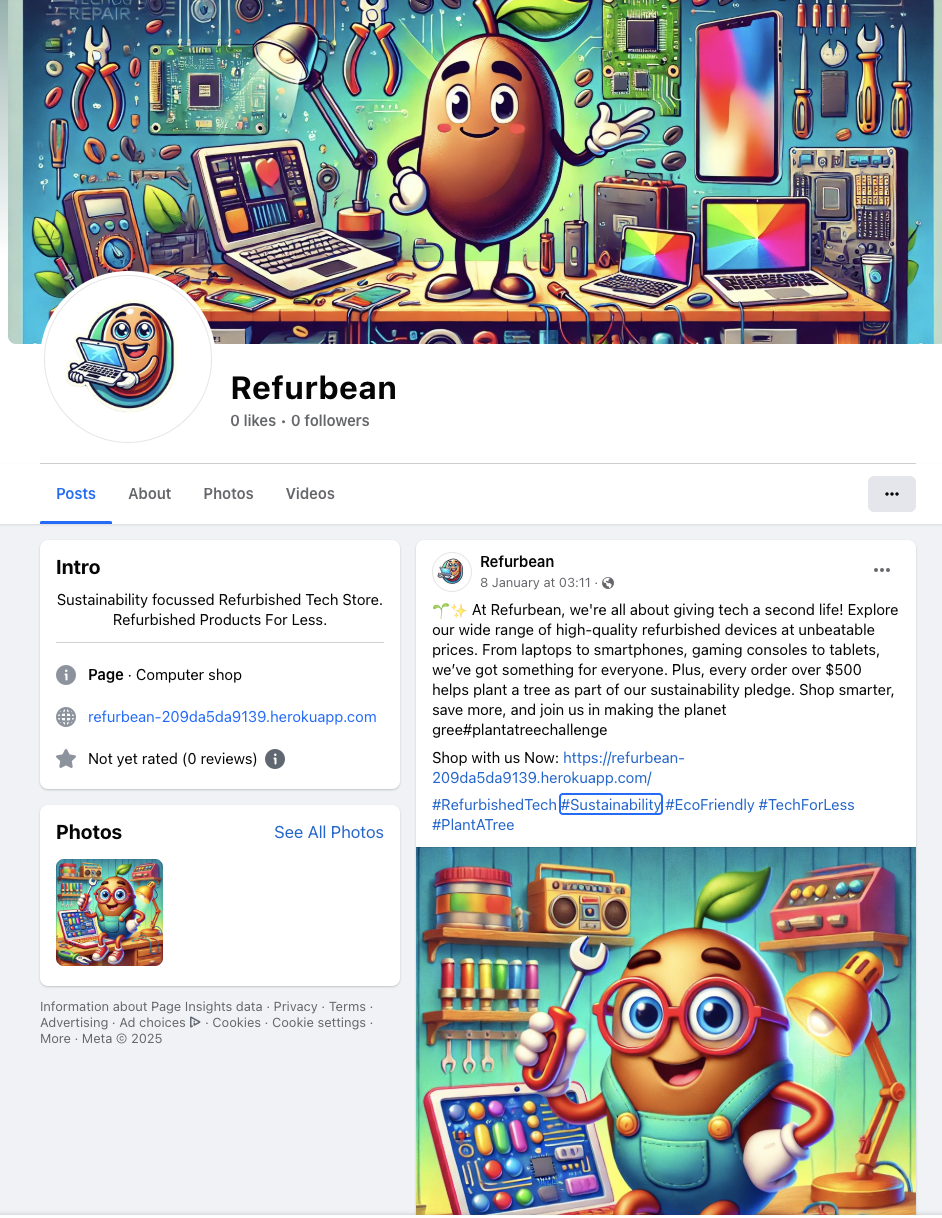 REPAIR.
Refurbean
0 likes • 0 followers
Posts
About
Photos
Videos
Intro
Sustainability focussed Refurbished Tech Store.
Refurbished Products For Less.
Page · Computer shop
refurbean-209da5da9139.herokuapp.com
Not yet rated (0 reviews)
Photos
See All Photos
Information about Page Insights data · Privacy · Terms ·
Advertising · Ad choices · Cookies · Cookie settings ·
More · Meta © 2025
Refurbean
8 January at 03:11 ·
🌱✨ At Refurbean, we're all about giving tech a second life! Explore
our wide range of high-quality refurbished devices at unbeatable
prices. From laptops to smartphones, gaming consoles to tablets,
we’ve got something for everyone. Plus, every order over $500
helps plant a tree as part of our sustainability pledge. Shop smarter,
save more, and join us in making the planet
gree#plantatreechallenge
Shop with us Now: https://refurbean-
209da5da9139.herokuapp.com/
#RefurbishedTech #Sustainability #EcoFriendly #TechForLess
#PlantATree